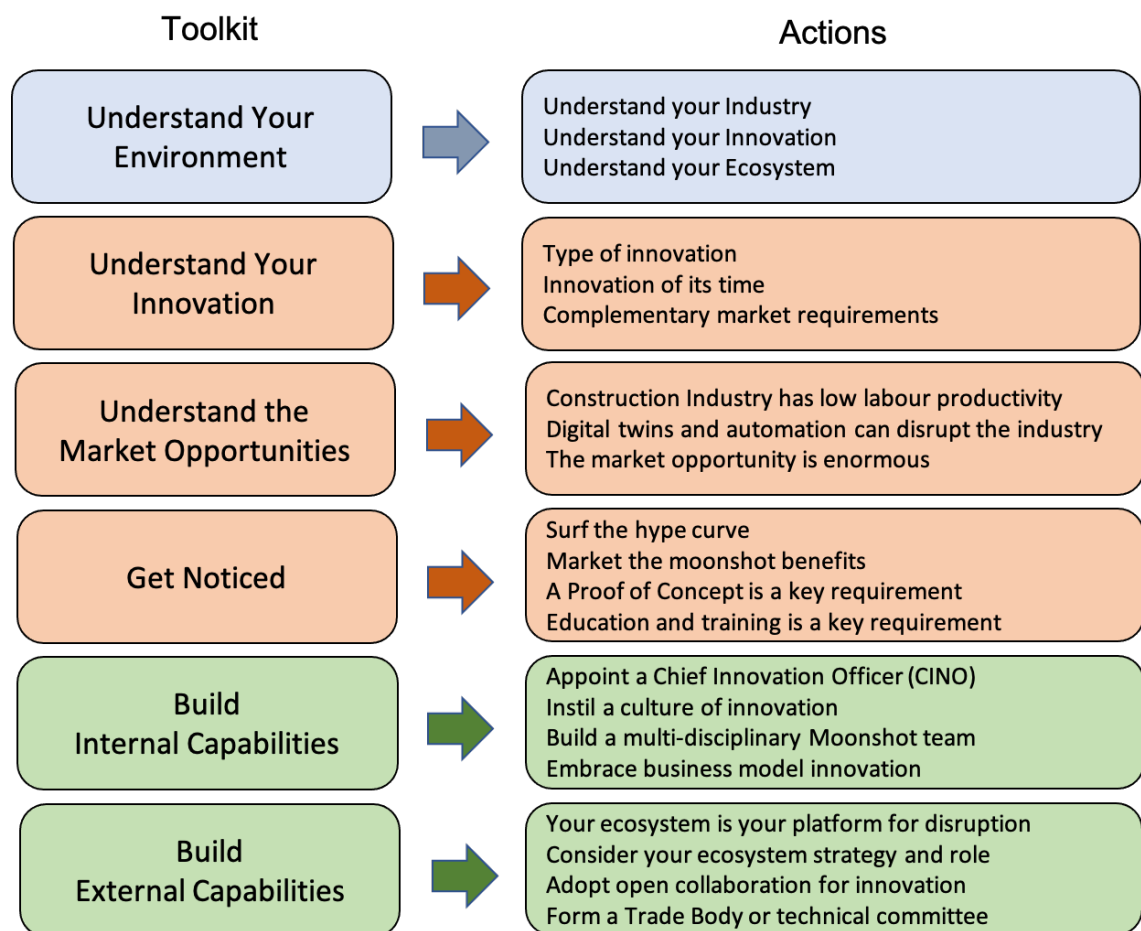 Toolkit
Actions
Understand Your
Environment
Understand your Industry
Understand your Innovation
Understand your Ecosystem
Understand Your
Innovation
Type of innovation
Innovation of its time
Complementary market requirements
Understand the
Market Opportunities
Construction Industry has low labour productivity
Digital twins and automation can disrupt the industry
The market opportunity is enormous
Get Noticed
Surf the hype curve
Market the moonshot benefits
A Proof of Concept is a key requirement
Education and training is a key requirement
Build
Internal Capabilities
Appoint a Chief Innovation Officer (CINO)
Instil a culture of innovation
Build a multi-disciplinary Moonshot team
Embrace business model innovation
Build
External Capabilities
Your ecosystem is your platform for disruption
Consider your ecosystem strategy and role
Adopt open collaboration for innovation
Form a Trade Body or technical committee